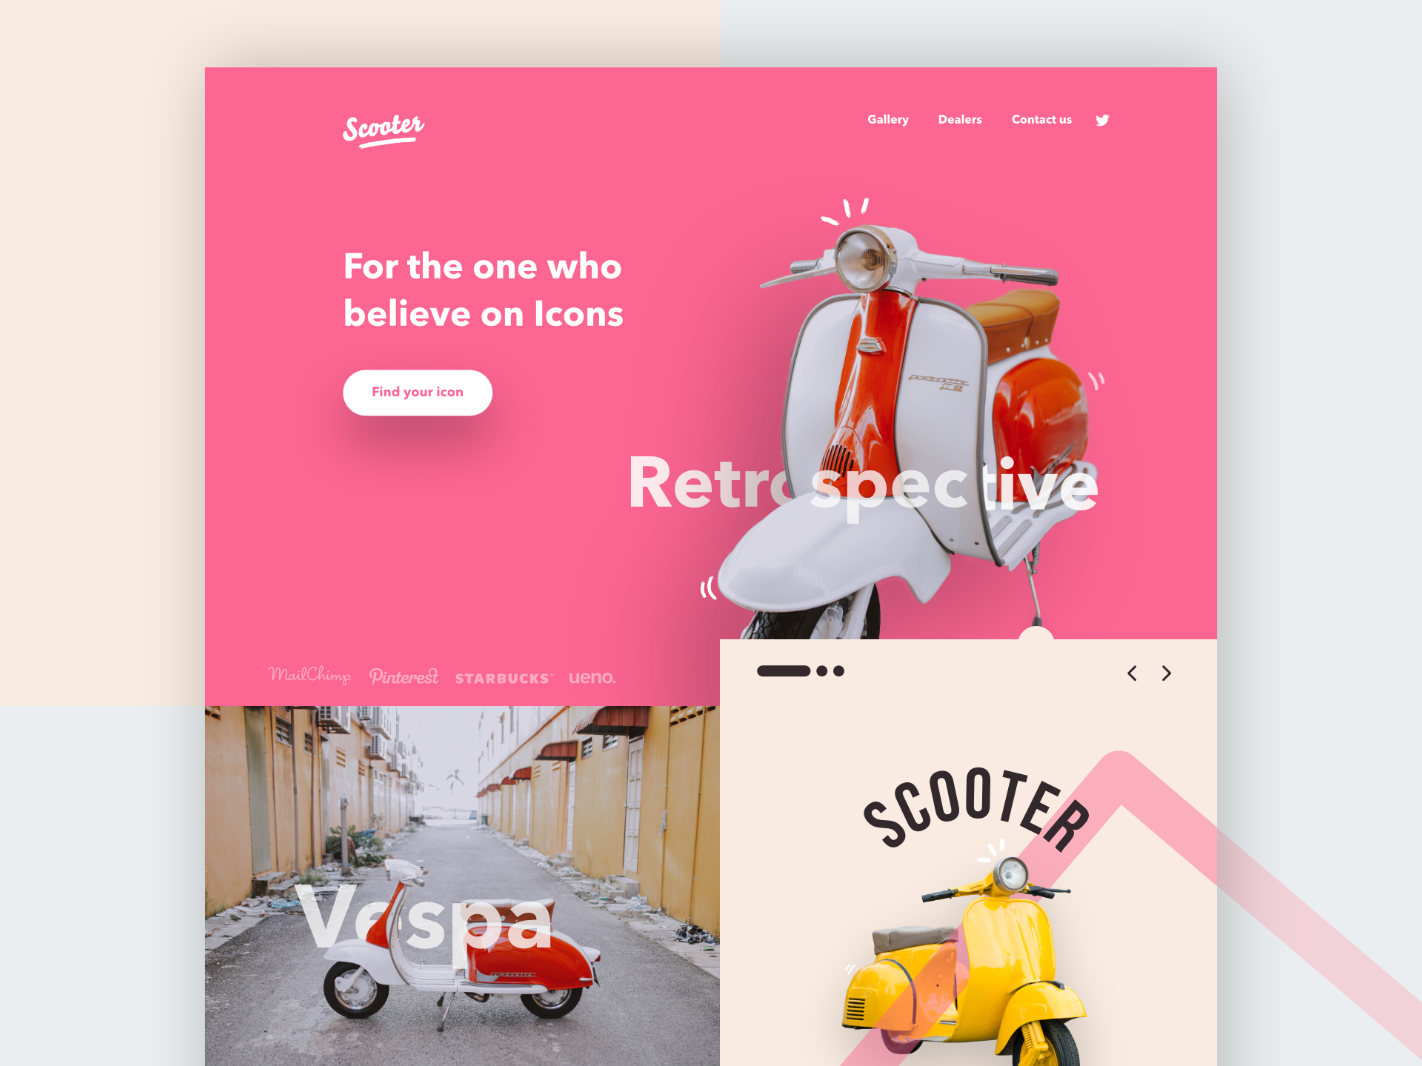 Scooter
Gallery Dealers Contact us
For the one who
believe on Icons
Find your icon
Retrospective
MailChimp Pinterest STARBUCKS ueno.
Vespa
SCOOTER